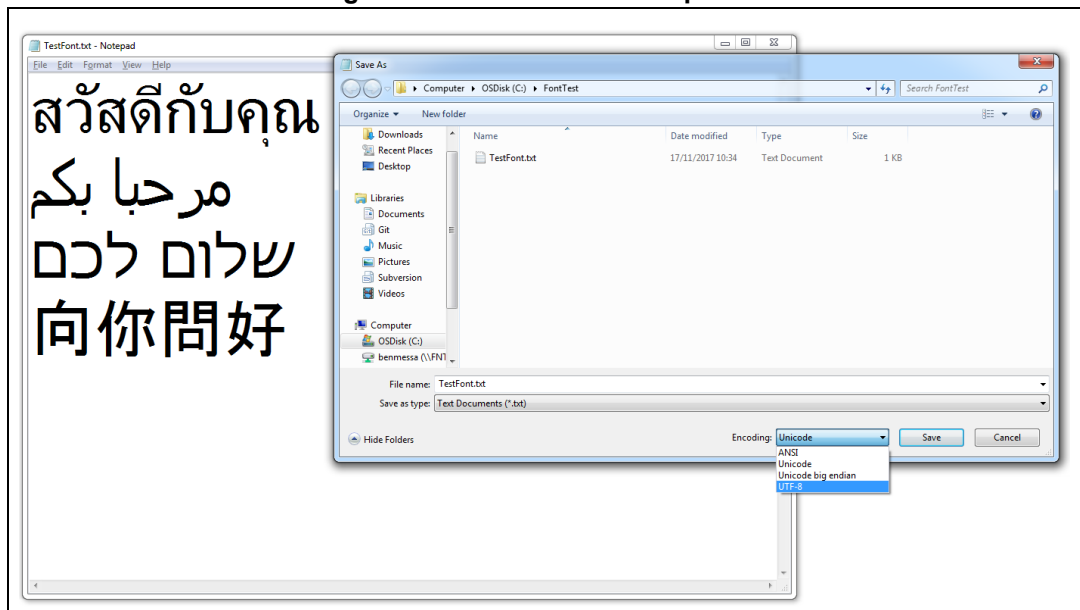 TestFont.txt - Notepad
File Edit Format View Help
สวัสดีกับคุณ
مرحبا بكم
שלום לכם
向你問好
Save As
Computer OSDisk (C:) FontTest
Search FontTest
Organize New folder
Downloads
Recent Places
Desktop
Libraries
Documents
Git
Music
Pictures
Subversion
Videos
Computer
OSDisk (C:)
benmessa (\\FNT
Name Date modified Type Size
TestFont.txt 17/11/2017 10:34 Text Document 1 KB
File name: TestFont.txt
Save as type: Text Documents (*.txt)
Hide Folders
Encoding: Unicode
Save Cancel
ANSI
Unicode
Unicode big endian
UTF-8